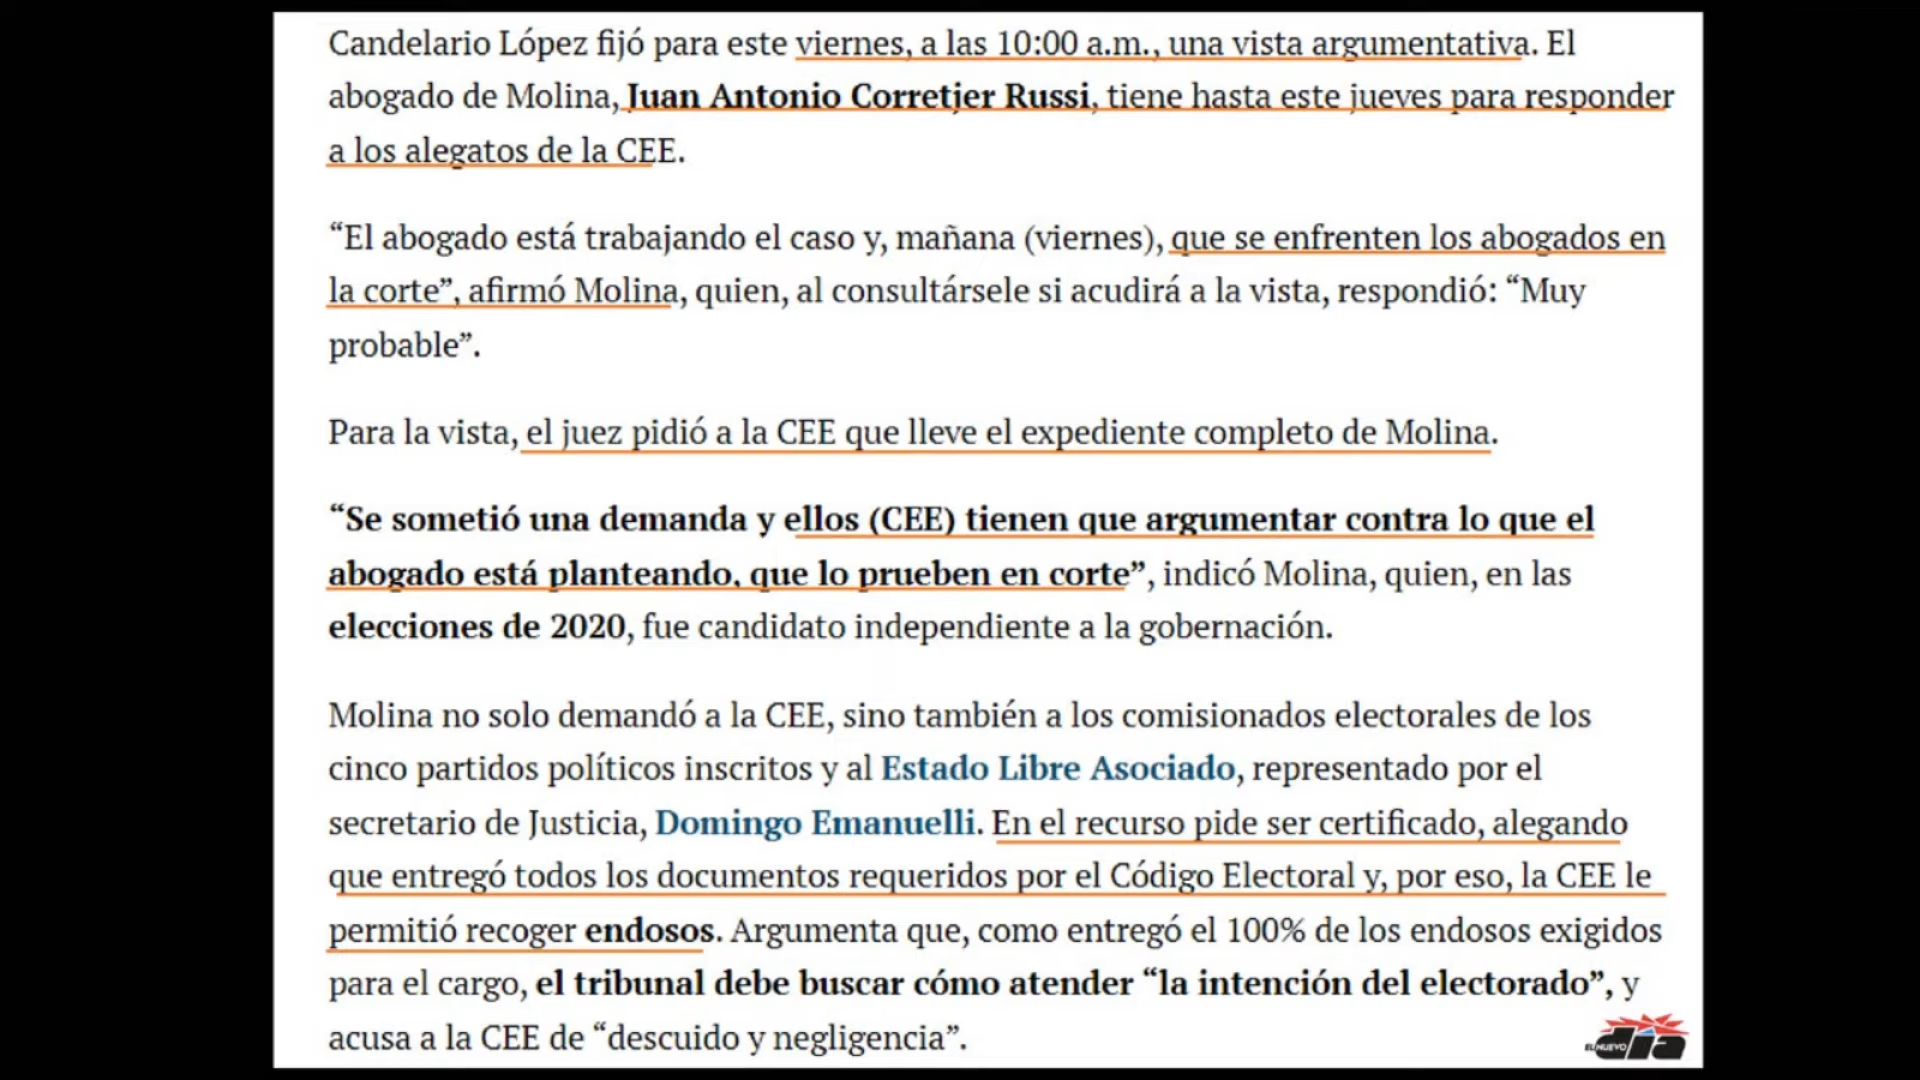 Candelario López fijó para este viernes, a las 10:00 a.m., una vista argumentativa. El
abogado de Molina, Juan Antonio Corretjer Russi, tiene hasta este jueves para responder
a los alegatos de la CEE.
“El abogado está trabajando el caso y, mañana (viernes), que se enfrenten los abogados en
la corte”, afirmó Molina, quien, al consultársele si acudirá a la vista, respondió: “Muy
probable”.
Para la vista, el juez pidió a la CEE que lleve el expediente completo de Molina.
“Se sometió una demanda y ellos (CEE) tienen que argumentar contra lo que el
abogado está planteando, que lo prueben en corte”, indicó Molina, quien, en las
elecciones de 2020, fue candidato independiente a la gobernación.
Molina no solo demandó a la CEE, sino también a los comisionados electorales de los
cinco partidos políticos inscritos y al Estado Libre Asociado, representado por el
secretario de Justicia, Domingo Emanuelli. En el recurso pide ser certificado, alegando
que entregó todos los documentos requeridos por el Código Electoral y, por eso, la CEE le
permitió recoger endosos. Argumenta que, como entregó el 100% de los endosos exigidos
para el cargo, el tribunal debe buscar cómo atender “la intención del electorado”, y
acusa a la CEE de “descuido y negligencia”.
EL NUEVO dia